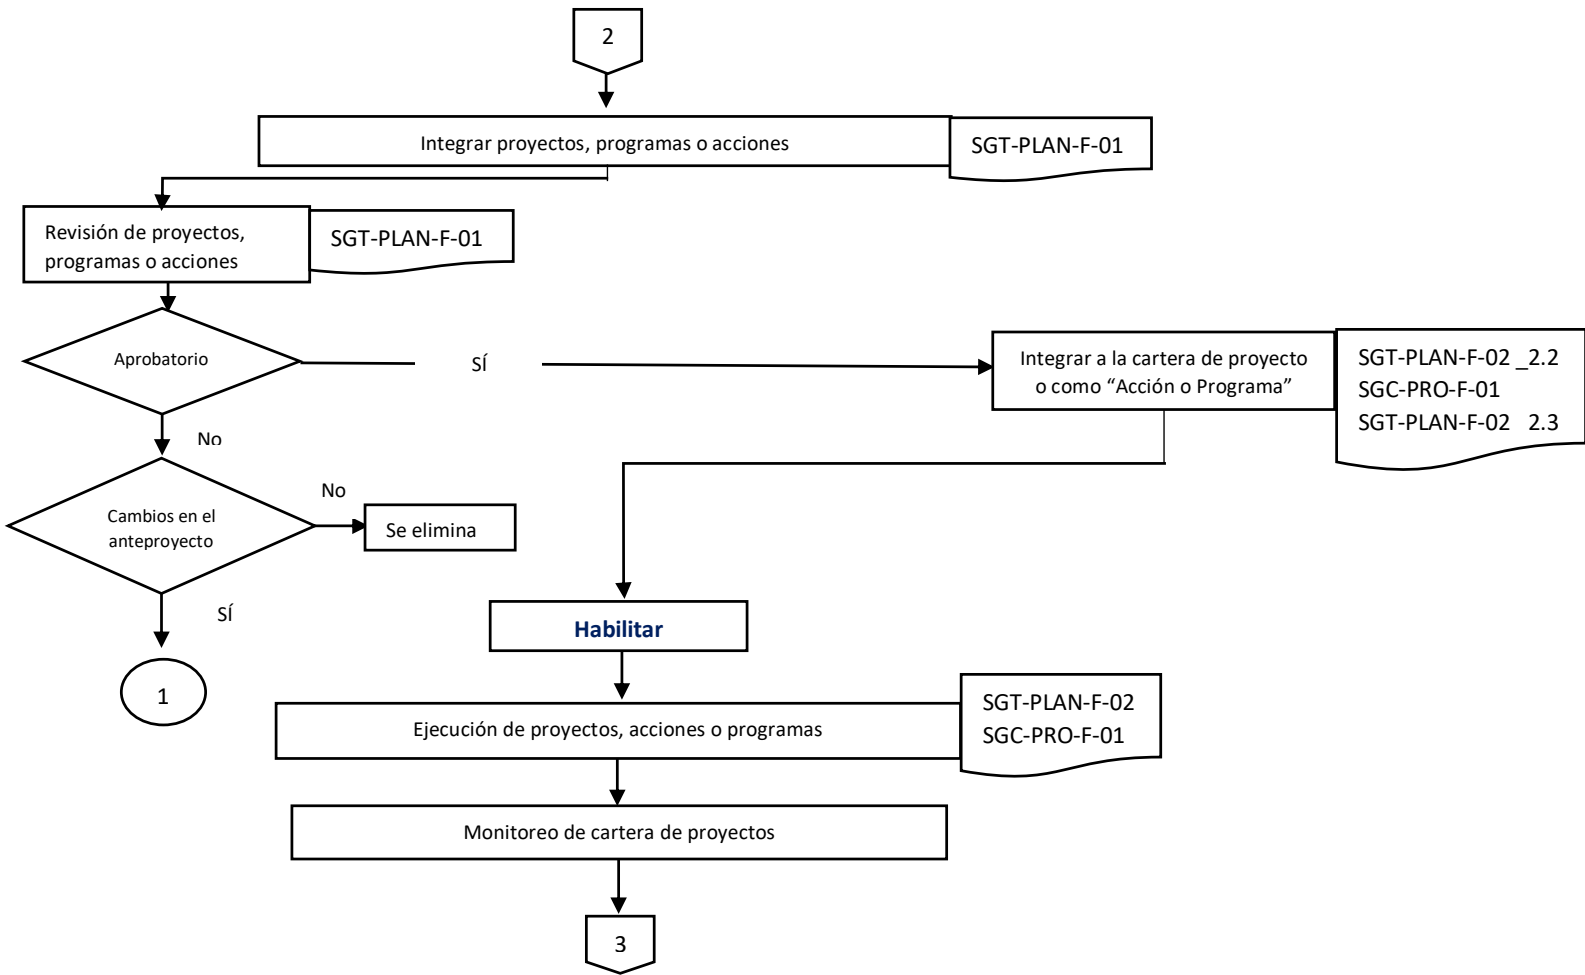 2
Integrar proyectos, programas o acciones
SGT-PLAN-F-01
Revisión de proyectos,
programas o acciones
SGT-PLAN-F-01
Aprobatorio
SÍ
Integrar a la cartera de proyecto
o como “Acción o Programa”
SGT-PLAN-F-02 _2.2
SGC-PRO-F-01
SGT-PLAN-F-02 2.3
No
Cambios en el
anteproyecto
No
Se elimina
SÍ
1
Habilitar
Ejecución de proyectos, acciones o programas
SGT-PLAN-F-02
SGC-PRO-F-01
Monitoreo de cartera de proyectos
3